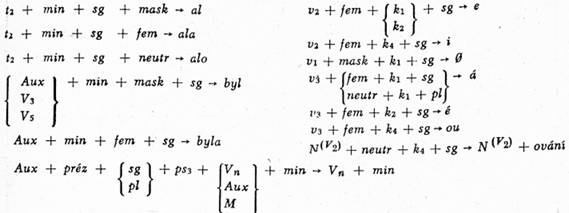 t₂ + min + sg + mask → al
t₂ + min + sg + fem → ala
t₂ + min + sg + neutr → alo
{ Aux
V₃
V₅ } + min + mask + sg → byl
Aux + min + fem + sg → byla
Aux + préz + { sg
pl } + ps₃ + { Vₙ
Aux
M } + min → Vₙ + min
v₂ + fem + { k₁
k₂ } + sg → e
v₂ + fem + k₄ + sg → i
v₁ + mask + k₁ + sg → Ø
v₃ + { fem + k₁ + sg
neutr + k₁ + pl } → á
v₃ + fem + k₂ + sg → é
v₃ + fem + k₄ + sg → ou
N⁽ⱽ²⁾ + neutr + k₄ + sg → N⁽ⱽ²⁾ + ování